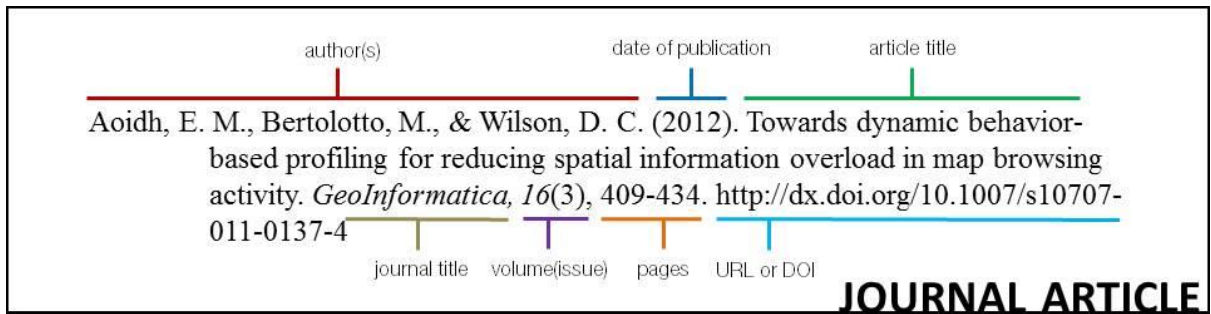 author(s) date of publication article title
Aoidh, E. M., Bertolotto, M., & Wilson, D. C. (2012). Towards dynamic behavior-
based profiling for reducing spatial information overload in map browsing
activity. GeoInformatica, 16(3), 409-434. http://dx.doi.org/10.1007/s10707-
011-0137-4
journal title volume(issue) pages URL or DOI
JOURNAL ARTICLE